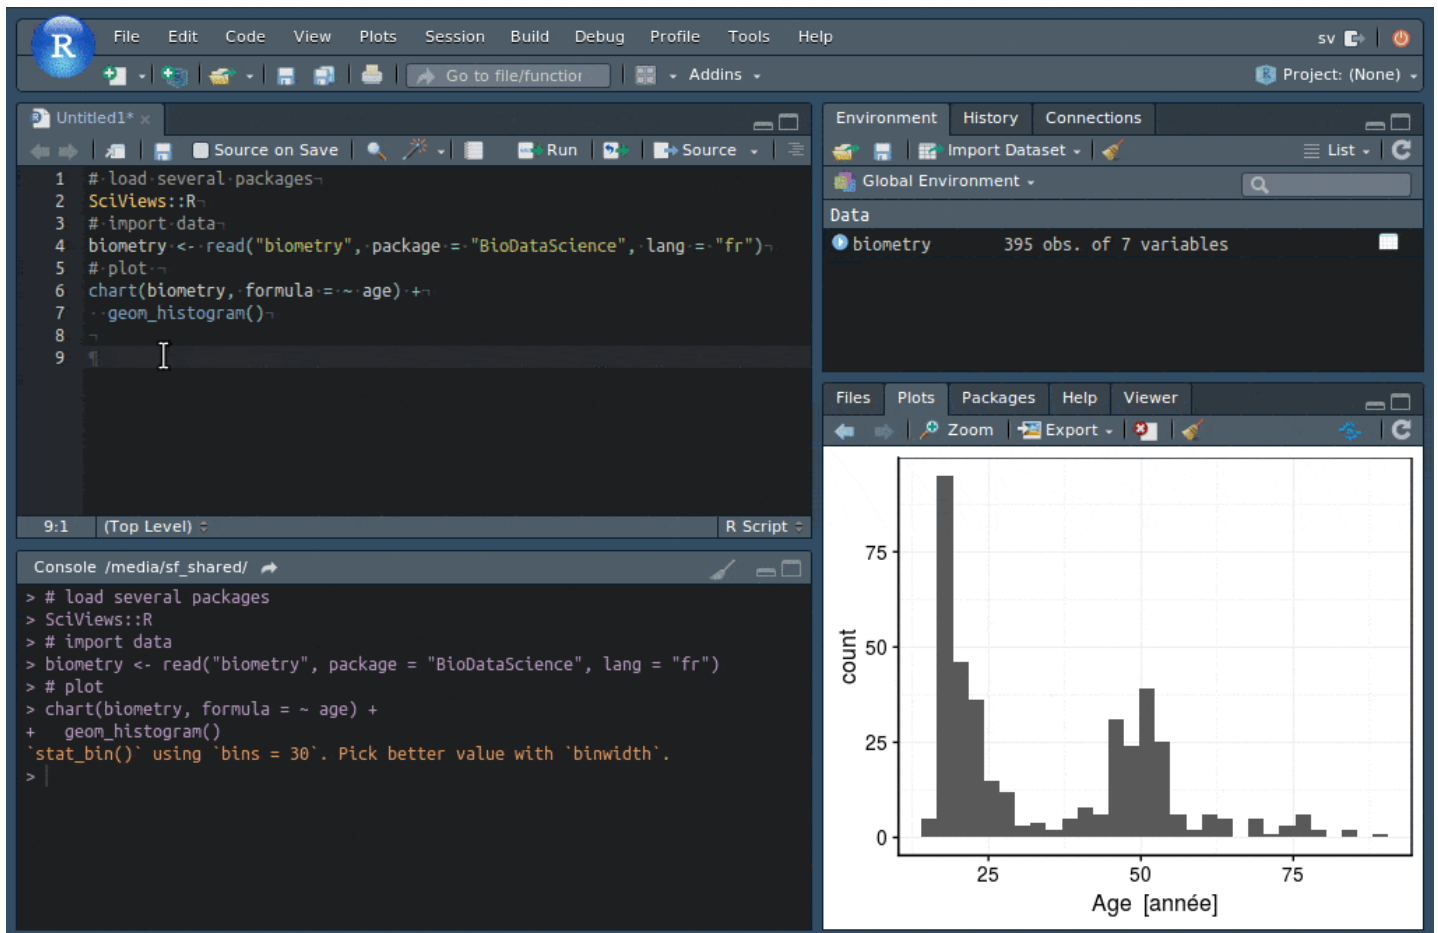 R File Edit Code View Plots Session Build Debug Profile Tools Help sv
Go to file/function Addins Project: (None)
Untitled1*
Source on Save Run Source
1 # load several packages
2 SciViews::R
3 # import data
4 biometry <- read("biometry", package = "BioDataScience", lang = "fr")
5 # plot
6 chart(biometry, formula = ~ age) +
7 geom_histogram()
8
9
9:1 (Top Level) R Script
Console /media/sf_shared/
> # load several packages
> SciViews::R
> # import data
> biometry <- read("biometry", package = "BioDataScience", lang = "fr")
> # plot
> chart(biometry, formula = ~ age) +
+ geom_histogram()
`stat_bin()` using `bins = 30`. Pick better value with `binwidth`.
>
Environment History Connections
Import Dataset List
Global Environment
Data
biometry 395 obs. of 7 variables
Files Plots Packages Help Viewer
Zoom Export
75
50
25
0
count
25 50 75
Age [année]